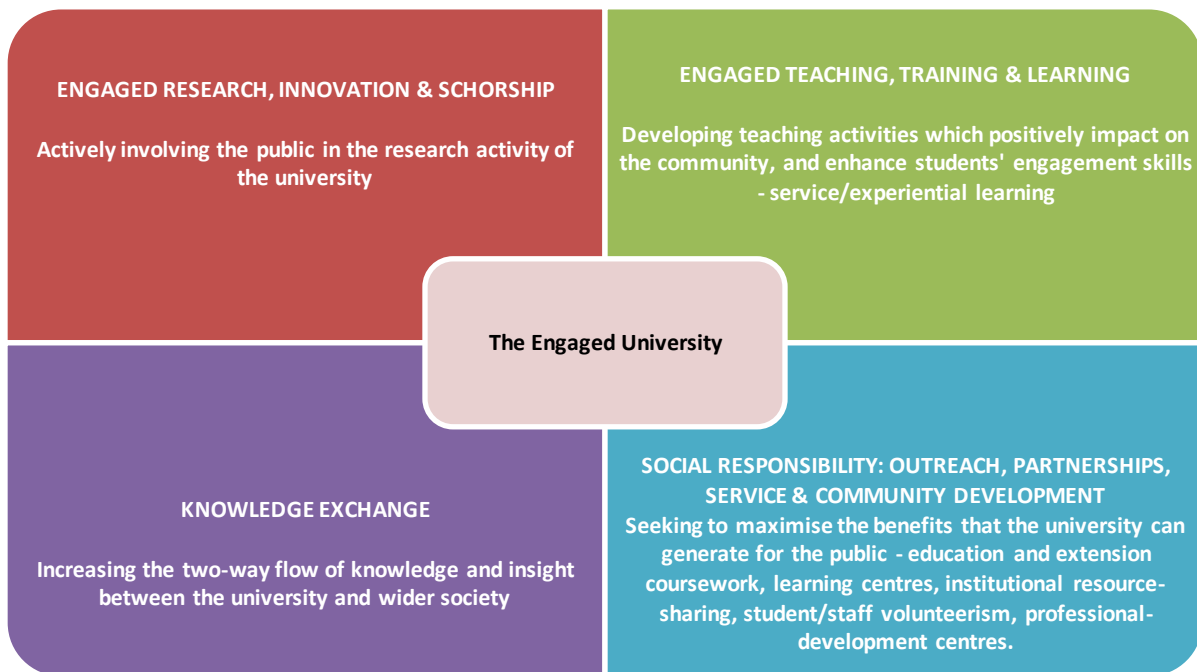 ENGAGED RESEARCH, INNOVATION & SCHORSHIP
Actively involving the public in the research activity of
the university
ENGAGED TEACHING, TRAINING & LEARNING
Developing teaching activities which positively impact on
the community, and enhance students' engagement skills
- service/experiential learning
The Engaged University
KNOWLEDGE EXCHANGE
Increasing the two-way flow of knowledge and insight
between the university and wider society
SOCIAL RESPONSIBILITY: OUTREACH, PARTNERSHIPS,
SERVICE & COMMUNITY DEVELOPMENT
Seeking to maximise the benefits that the university can
generate for the public - education and extension
coursework, learning centres, institutional resource-
sharing, student/staff volunteerism, professional-
development centres.